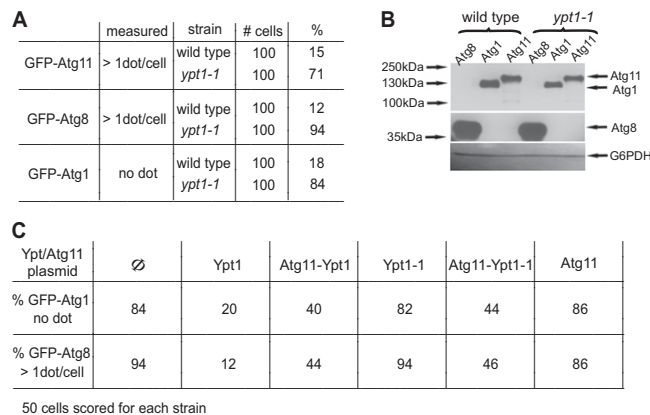 A
measured strain # cells %
GFP-Atg11 > 1dot/cell wild type 100 15
ypt1-1 100 71
GFP-Atg8 > 1dot/cell wild type 100 12
ypt1-1 100 94
GFP-Atg1 no dot wild type 100 18
ypt1-1 100 84
B
wild type ypt1-1
Atg8 Atg1 Atg11 Atg8 Atg1 Atg11
250kDa
130kDa
100kDa
35kDa
Atg11
Atg1
Atg8
G6PDH
C
Ypt/Atg11 plasmid Ø Ypt1 Atg11-Ypt1 Ypt1-1 Atg11-Ypt1-1 Atg11
% GFP-Atg1 no dot 84 20 40 82 44 86
% GFP-Atg8 > 1dot/cell 94 12 44 94 46 86
50 cells scored for each strain